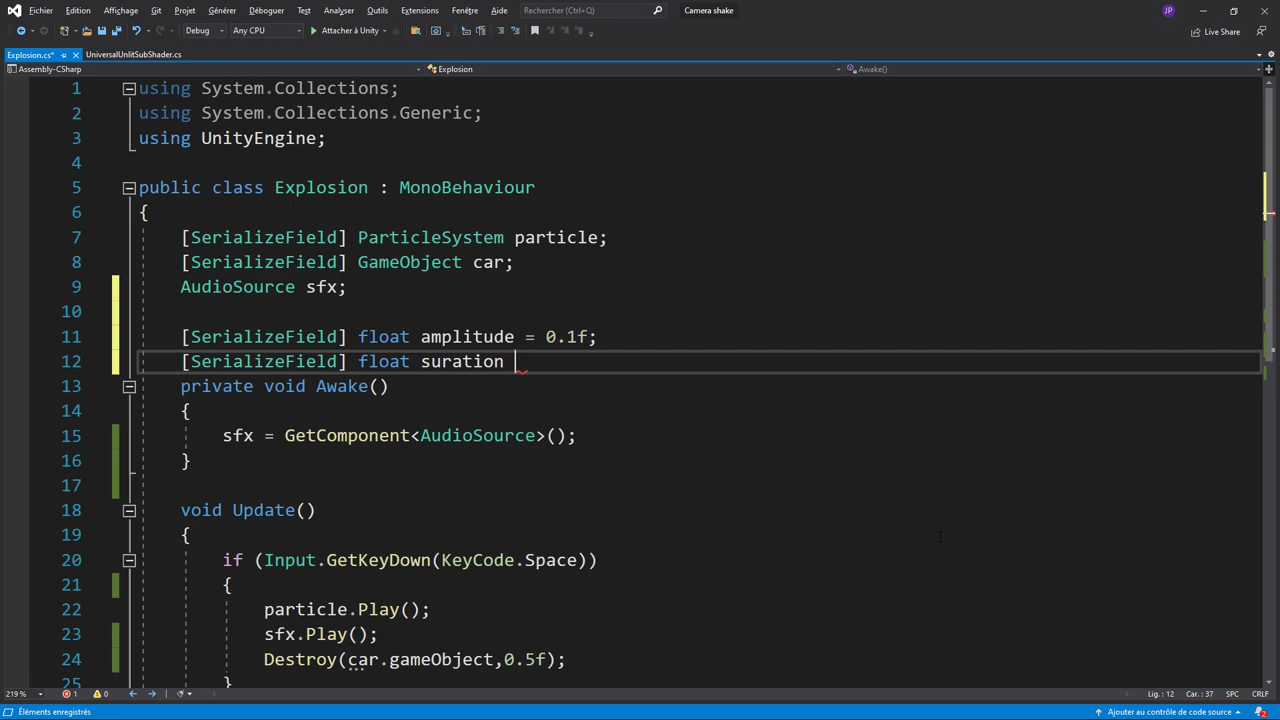 Fichier Edition Affichage Git Projet Générer Déboguer Test Analyser Outils Extensions Fenêtre Aide Rechercher (Ctrl+Q) Camera shake JP
Debug Any CPU Attacher à Unity Live Share
Explosion.cs* UniversalUnlitSubShader.cs
Assembly-CSharp Explosion Awake()
1 using System.Collections;
2 using System.Collections.Generic;
3 using UnityEngine;
4
5 public class Explosion : MonoBehaviour
6 {
7 [SerializeField] ParticleSystem particle;
8 [SerializeField] GameObject car;
9 AudioSource sfx;
10
11 [SerializeField] float amplitude = 0.1f;
12 [SerializeField] float suration
13 private void Awake()
14 {
15 sfx = GetComponent<AudioSource>();
16 }
17
18 void Update()
19 {
20 if (Input.GetKeyDown(KeyCode.Space))
21 {
22 particle.Play();
23 sfx.Play();
24 Destroy(car.gameObject,0.5f);
25 }
219 % 1 0 Lig. : 12 Car. : 37 SPC CRLF
Éléments enregistrés Ajouter au contrôle de code source 2